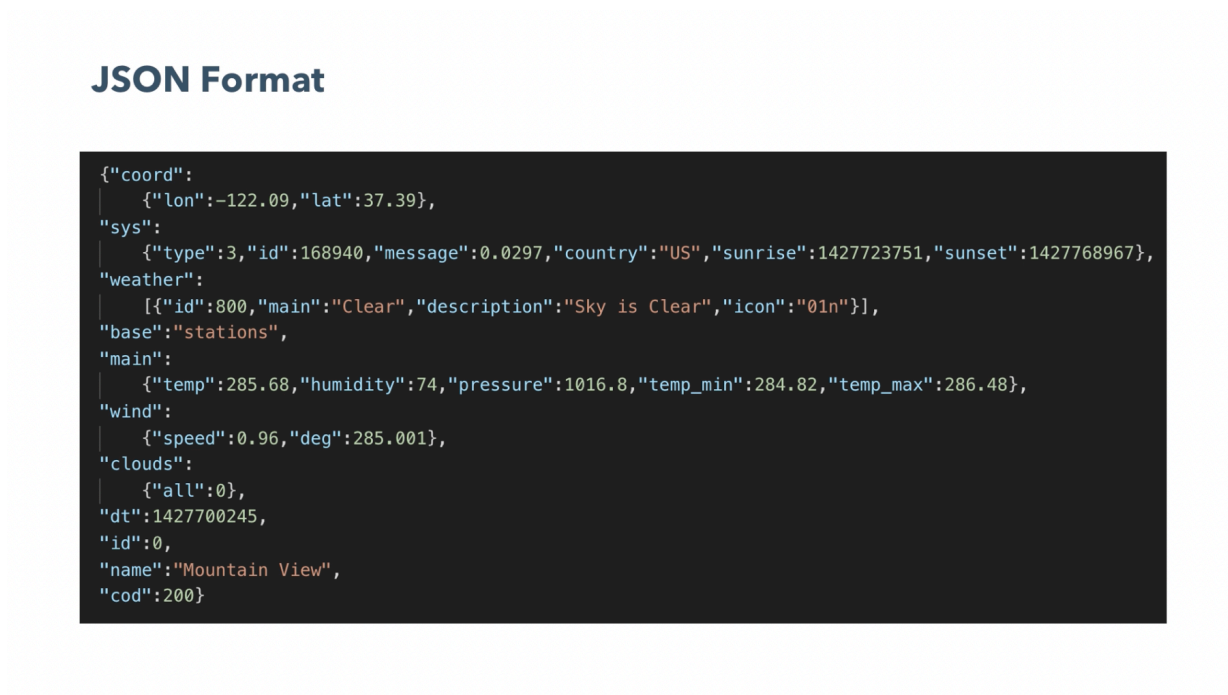 JSON Format
{"coord":
{"lon":-122.09,"lat":37.39},
"sys":
{"type":3,"id":168940,"message":0.0297,"country":"US","sunrise":1427723751,"sunset":1427768967},
"weather":
[{"id":800,"main":"Clear","description":"Sky is Clear","icon":"01n"}],
"base":"stations",
"main":
{"temp":285.68,"humidity":74,"pressure":1016.8,"temp_min":284.82,"temp_max":286.48},
"wind":
{"speed":0.96,"deg":285.001},
"clouds":
{"all":0},
"dt":1427700245,
"id":0,
"name":"Mountain View",
"cod":200}